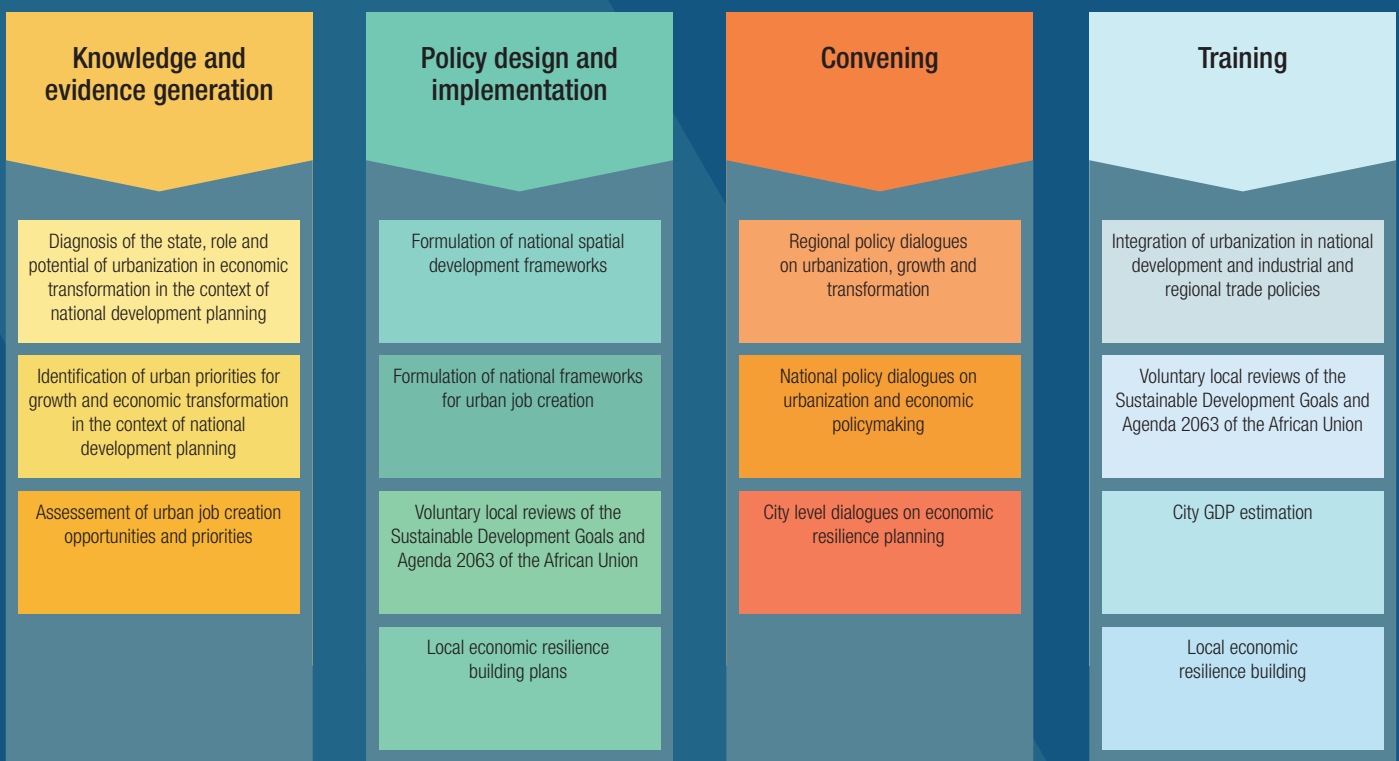 Knowledge and
evidence generation
Diagnosis of the state, role and
potential of urbanization in economic
transformation in the context of
national development planning
Identification of urban priorities for
growth and economic transformation
in the context of national
development planning
Assessement of urban job creation
opportunities and priorities
Policy design and
implementation
Formulation of national spatial
development frameworks
Formulation of national frameworks
for urban job creation
Voluntary local reviews of the
Sustainable Development Goals and
Agenda 2063 of the African Union
Local economic resilience
building plans
Convening
Regional policy dialogues
on urbanization, growth and
transformation
National policy dialogues on
urbanization and economic
policymaking
City level dialogues on economic
resilience planning
Training
Integration of urbanization in national
development and industrial and
regional trade policies
Voluntary local reviews of the
Sustainable Development Goals and
Agenda 2063 of the African Union
City GDP estimation
Local economic
resilience building